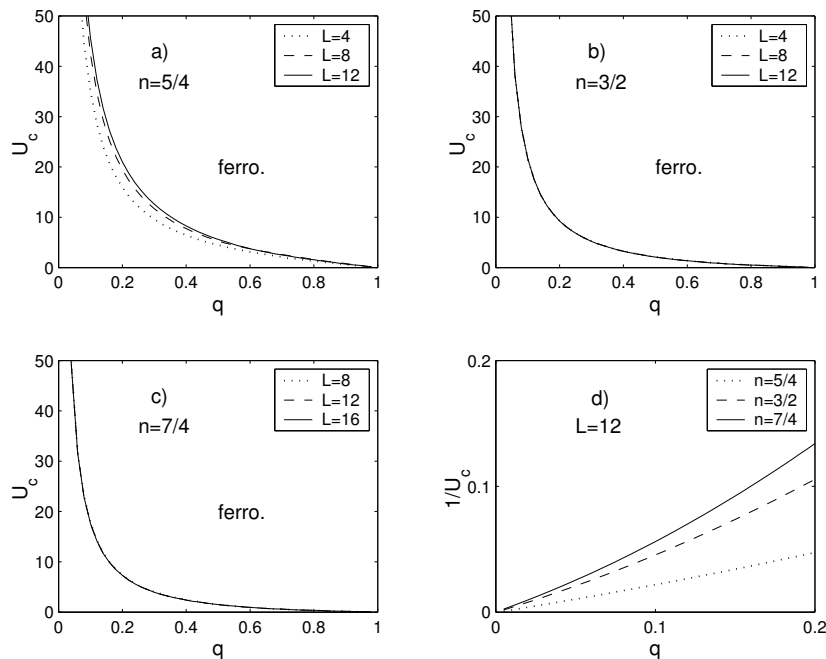 50
40
30
20
10
0
U_c
0
0.2
0.4
0.6
0.8
1
q
a)
n=5/4
ferro.
L=4
L=8
L=12
50
40
30
20
10
0
U_c
0
0.2
0.4
0.6
0.8
1
q
b)
n=3/2
ferro.
L=4
L=8
L=12
50
40
30
20
10
0
U_c
0
0.2
0.4
0.6
0.8
1
q
c)
n=7/4
ferro.
L=8
L=12
L=16
0.2
0.1
0
1/U_c
0
0.1
0.2
q
d)
L=12
n=5/4
n=3/2
n=7/4